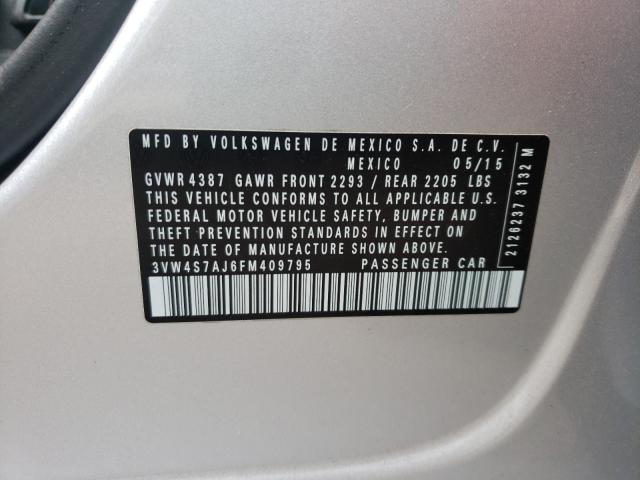 MFD BY VOLKSWAGEN DE MEXICO S.A. DE C.V.
MEXICO 05/15
GVWR 4387 GAWR FRONT 2293 / REAR 2205 LBS
THIS VEHICLE CONFORMS TO ALL APPLICABLE U.S.
FEDERAL MOTOR VEHICLE SAFETY, BUMPER AND
THEFT PREVENTION STANDARDS IN EFFECT ON
THE DATE OF MANUFACTURE SHOWN ABOVE.
3VW4S7AJ6FM409795 PASSENGER CAR
2126237 3132 M